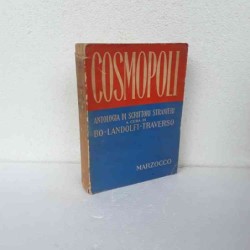 COSMOPOLI
ANTOLOGIA DI SCRITTORI STRANIERI
A CURA DI
BO - LANDOLFI - TRAVERSO
MARZOCCO